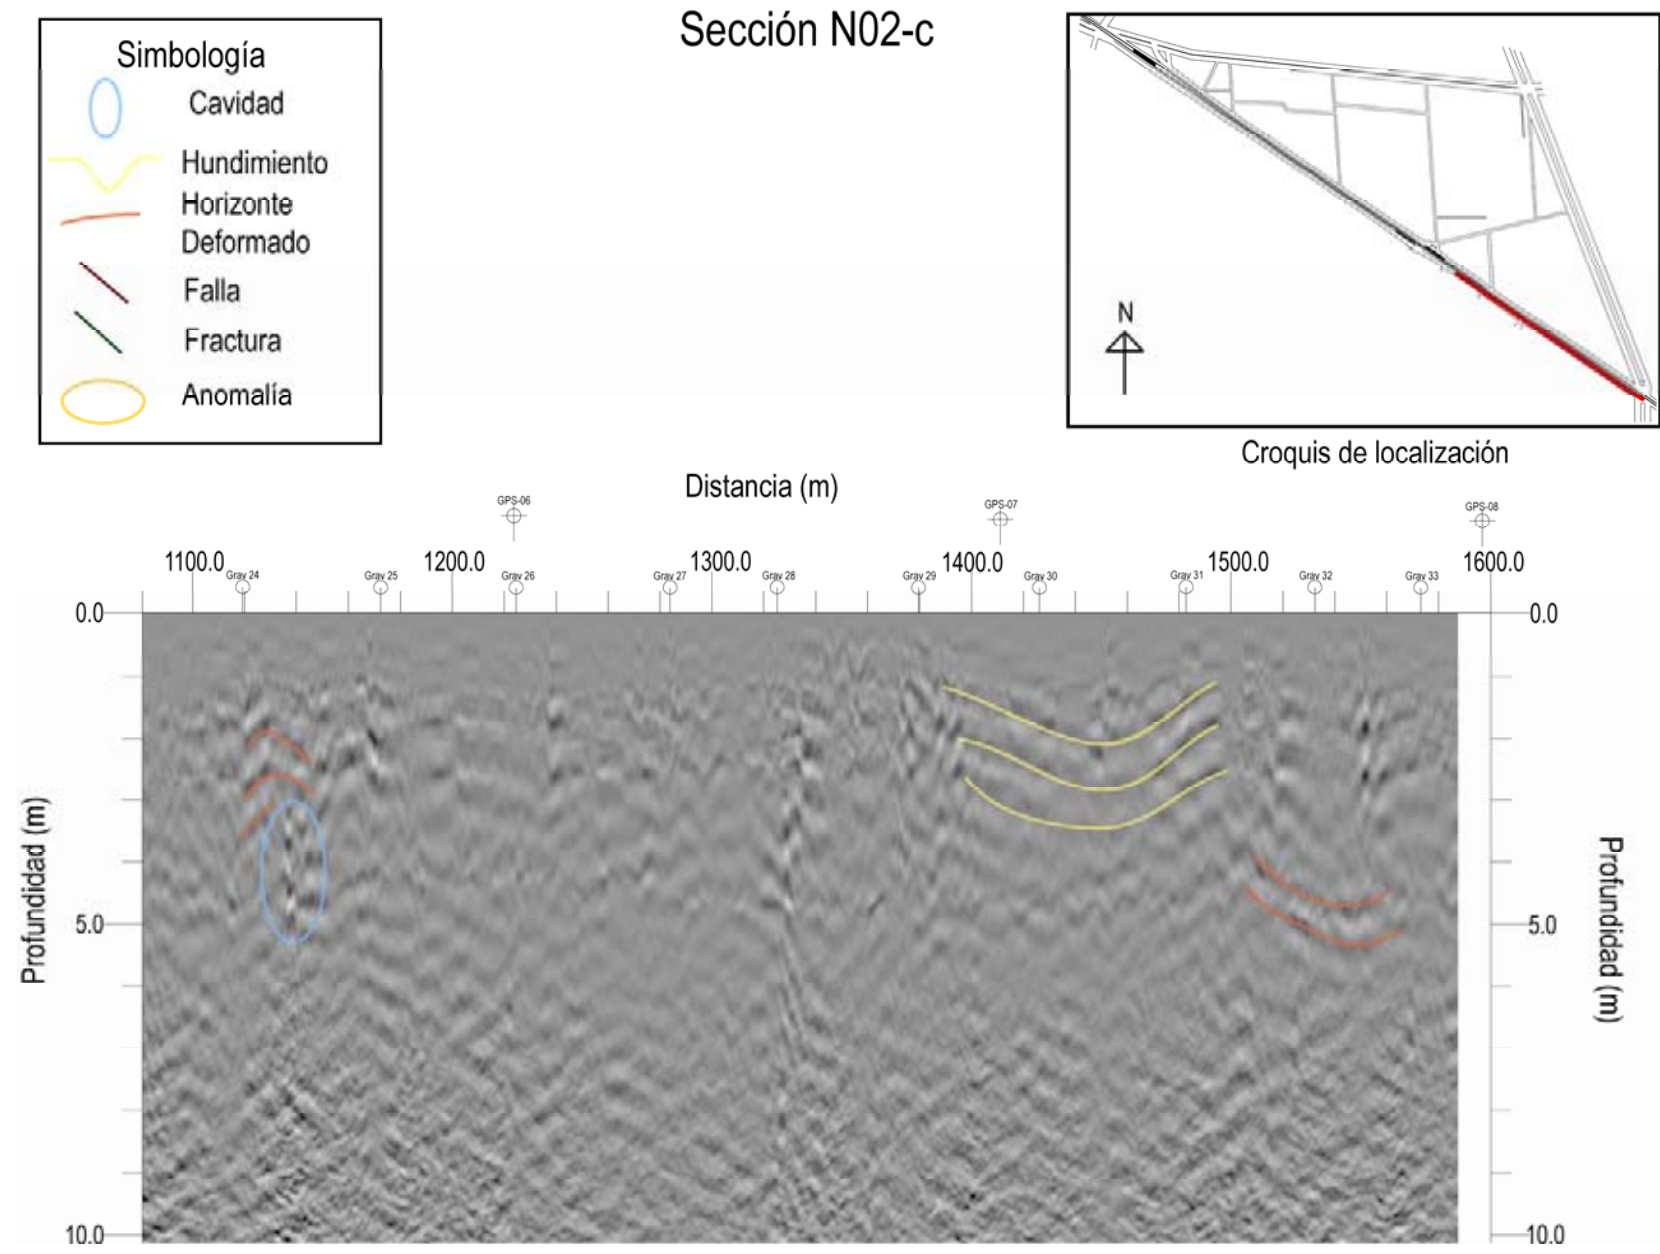 Sección N02-c
Simbología
Cavidad
Hundimiento
Horizonte
Deformado
Falla
Fractura
Anomalía
N
Croquis de localización
Distancia (m)
GPS-06
GPS-07
GPS-08
1100.0
1200.0
1300.0
1400.0
1500.0
1600.0
Grav 24
Grav 25
Grav 26
Grav 27
Grav 28
Grav 29
Grav 30
Grav 31
Grav 32
Grav 33
0.0
0.0
Profundidad (m)
Profundidad (m)
5.0
5.0
10.0
10.0